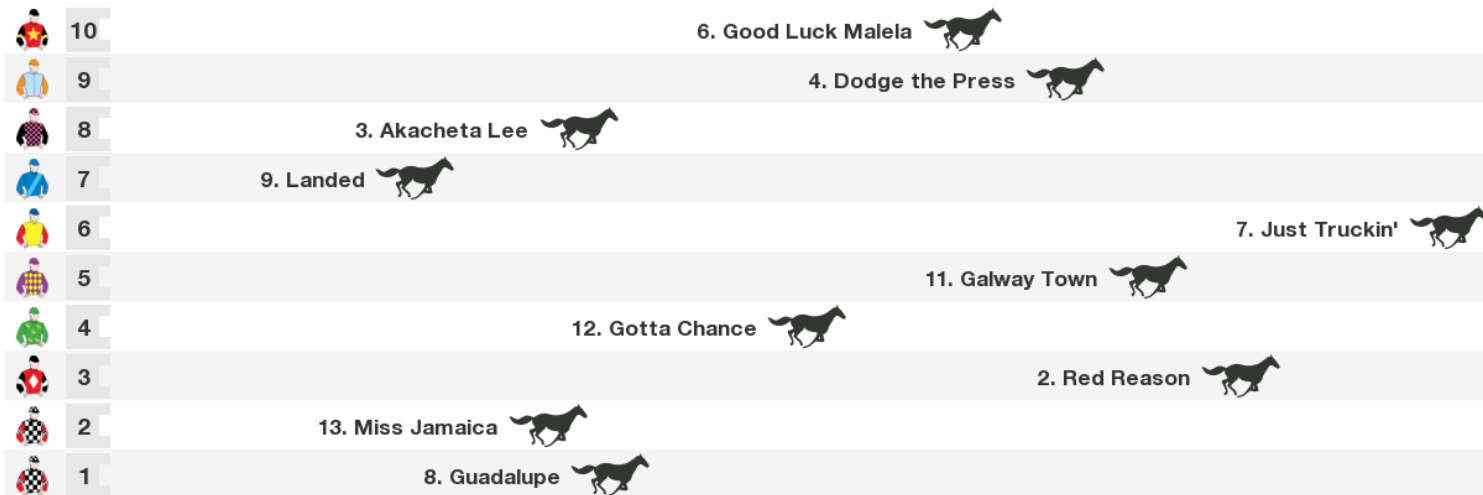 10 6. Good Luck Malela
9 4. Dodge the Press
8 3. Akacheta Lee
7 9. Landed
6 7. Just Truckin'
5 11. Galway Town
4 12. Gotta Chance
3 2. Red Reason
2 13. Miss Jamaica
1 8. Guadalupe